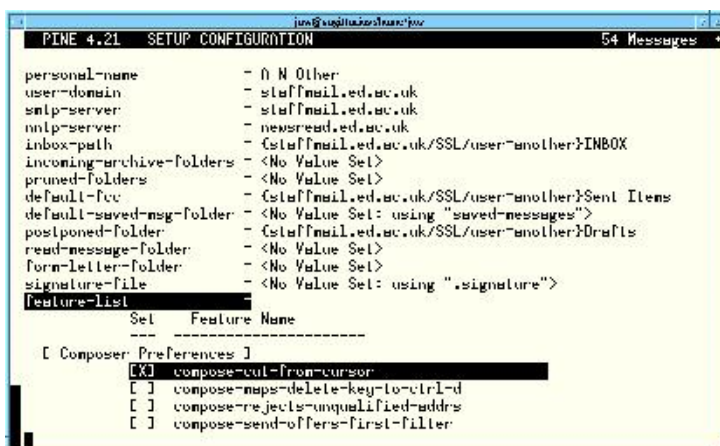 PINE 4.21 SETUP CONFIGURATION 54 Messages +
personal-name = A N Other
user-domain = staffmail.ed.ac.uk
smtp-server = staffmail.ed.ac.uk
nntp-server = newsread.ed.ac.uk
inbox-path = {staffmail.ed.ac.uk/SSL/user=another}INBOX
incoming-archive-folders = <No Value Set>
pruned-folders = <No Value Set>
default-fcc = {staffmail.ed.ac.uk/SSL/user=another}Sent Items
default-saved-msg-folder = <No Value Set: using "saved-messages">
postponed-folder = {staffmail.ed.ac.uk/SSL/user=another}Drafts
read-message-folder = <No Value Set>
form-letter-folder = <No Value Set>
signature-file = <No Value Set: using ".signature">
feature-list =
Set Feature Name
--- ----------------------
[ Composer Preferences ]
[X] compose-cut-from-cursor
[ ] compose-maps-delete-key-to-ctrl-d
[ ] compose-rejects-unqualified-addrs
[ ] compose-send-offers-first-filter